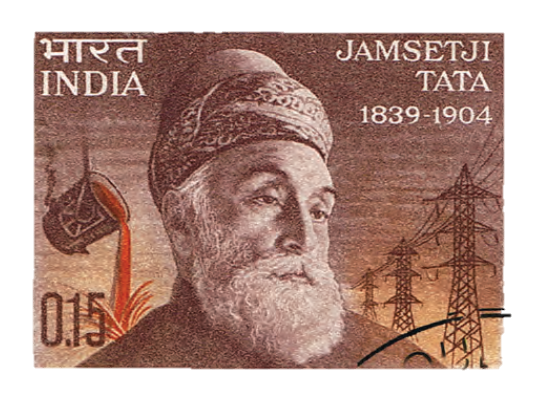 भारत
INDIA
JAMSETJI
TATA
1839-1904
0.15